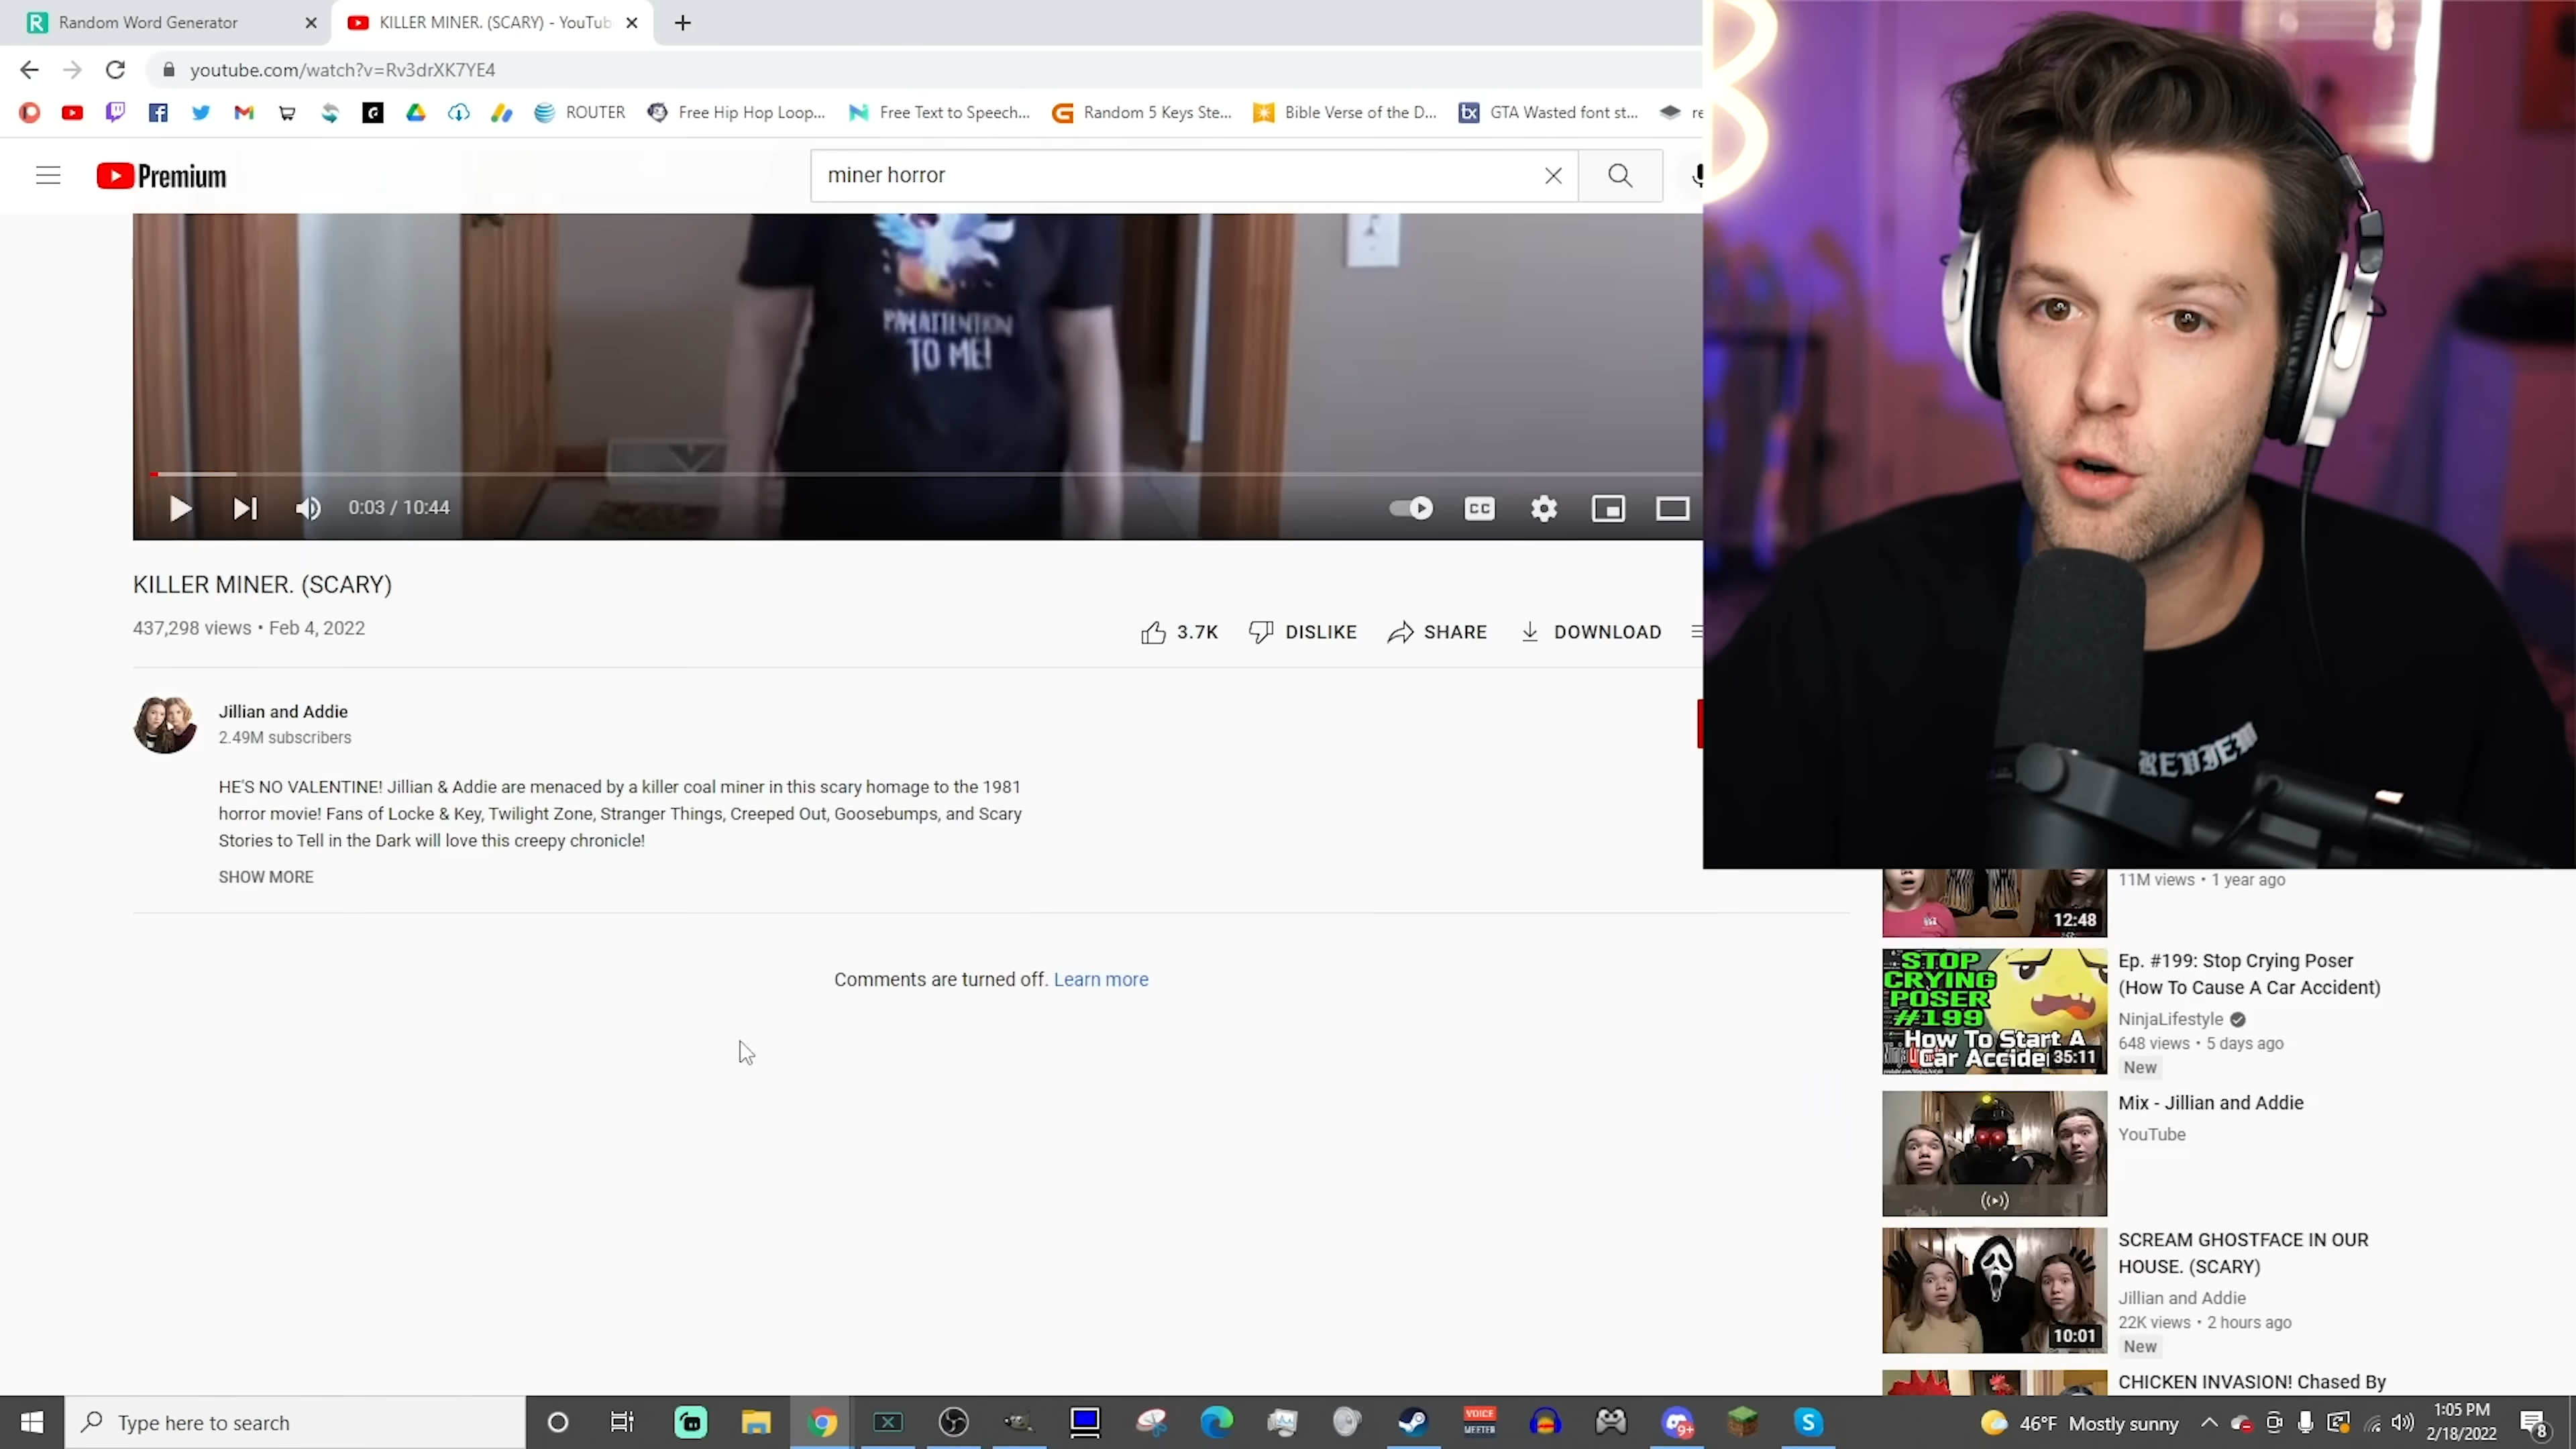 Random Word Generator
KILLER MINER. (SCARY) - YouTub
youtube.com/watch?v=Rv3drXK7YE4
ROUTER
Free Hip Hop Loop...
Free Text to Speech...
Random 5 Keys Ste...
Bible Verse of the D...
GTA Wasted font st...
re
Premium
miner horror
TO ME!
0:03 / 10:44
CC
KILLER MINER. (SCARY)
437,298 views • Feb 4, 2022
3.7K
DISLIKE
SHARE
DOWNLOAD
Jillian and Addie
2.49M subscribers
HE'S NO VALENTINE! Jillian & Addie are menaced by a killer coal miner in this scary homage to the 1981
horror movie! Fans of Locke & Key, Twilight Zone, Stranger Things, Creeped Out, Goosebumps, and Scary
Stories to Tell in the Dark will love this creepy chronicle!
SHOW MORE
Comments are turned off. Learn more
REVIEW
11M views • 1 year ago
12:48
STOP
CRYING
POSER
#199
How To Start A
Car Accide
35:11
Ep. #199: Stop Crying Poser
(How To Cause A Car Accident)
NinjaLifestyle
648 views • 5 days ago
New
Mix - Jillian and Addie
YouTube
SCREAM GHOSTFACE IN OUR
HOUSE. (SCARY)
Jillian and Addie
22K views • 2 hours ago
New
10:01
CHICKEN INVASION! Chased By
Type here to search
VOICE
MEETER
9+
46°F Mostly sunny
1:05 PM
2/18/2022
8